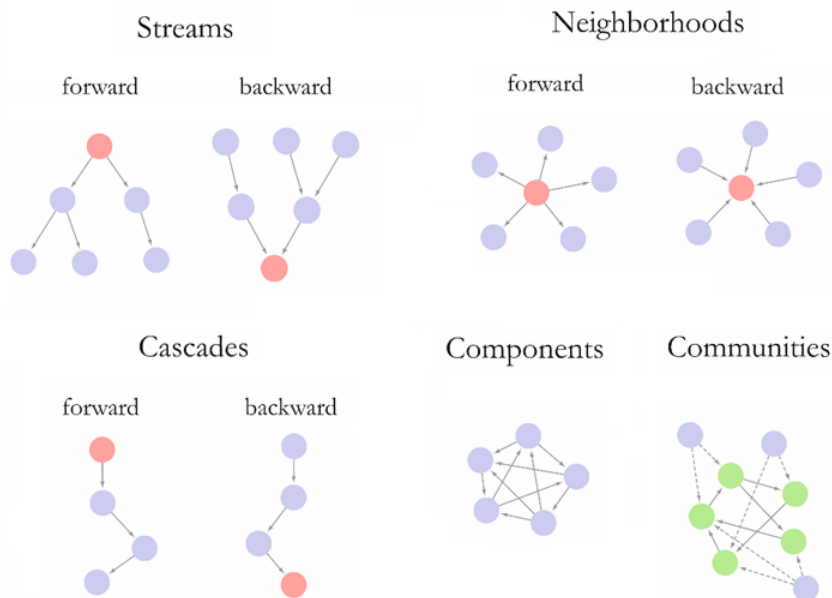 Streams
forward backward
Neighborhoods
forward backward
Cascades
forward backward
Components
Communities